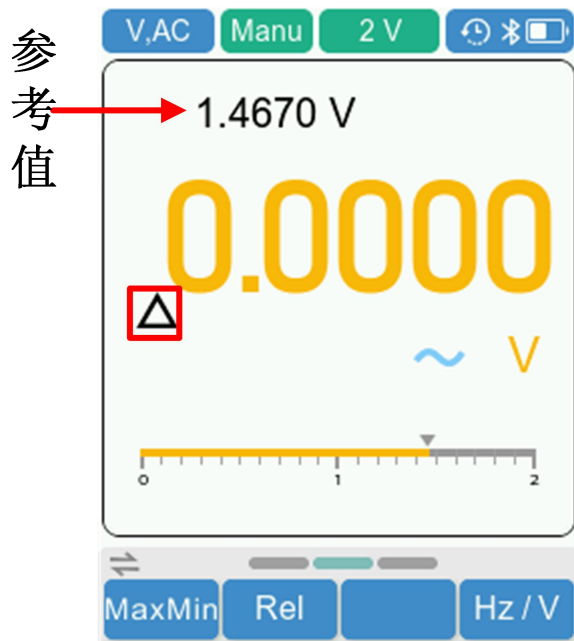 V,AC Manu 2 V
参考值
1.4670 V
0.0000
△
~ V
0 1 2
MaxMin Rel Hz / V